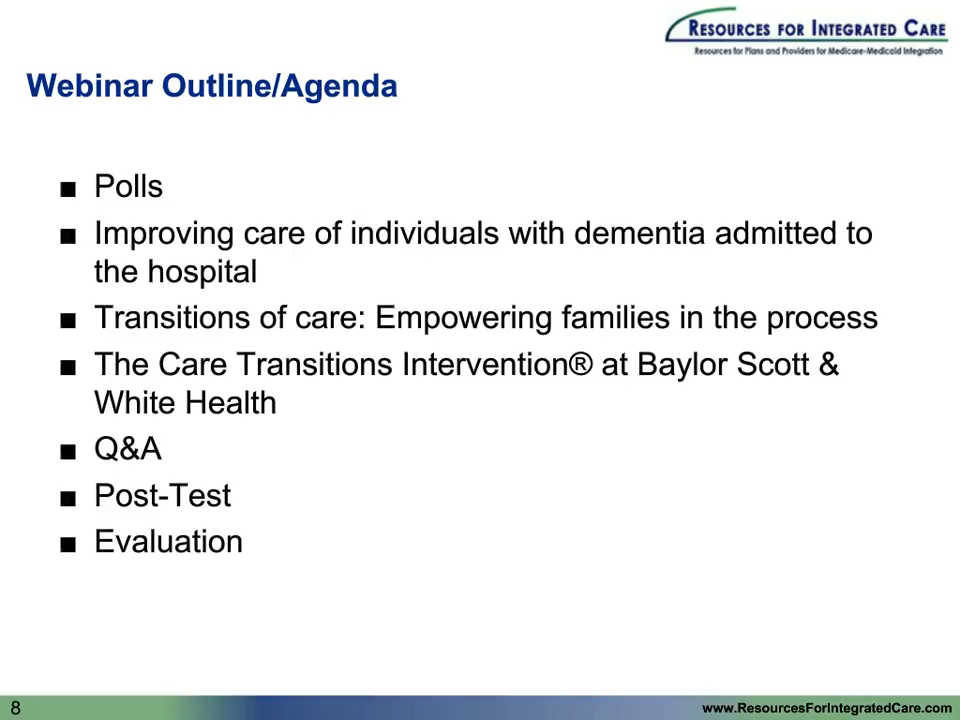 RESOURCES FOR INTEGRATED CARE
Resources for Plans and Providers for Medicare-Medicaid Integration
Webinar Outline/Agenda
■ Polls
■ Improving care of individuals with dementia admitted to
the hospital
■ Transitions of care: Empowering families in the process
■ The Care Transitions Intervention® at Baylor Scott &
White Health
■ Q&A
■ Post-Test
■ Evaluation
8
www.ResourcesForIntegratedCare.com